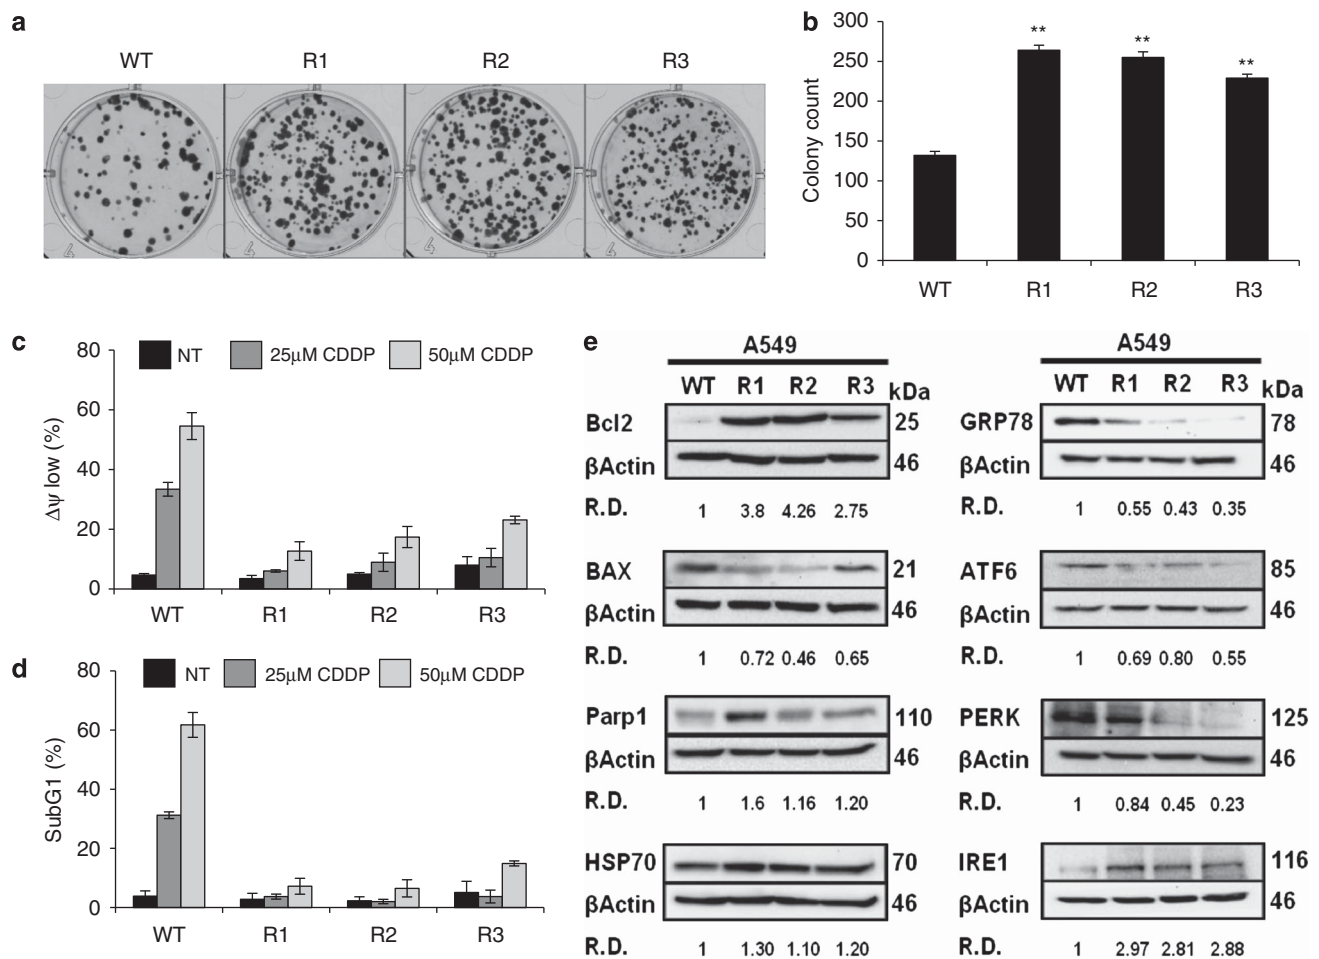 a
WT R1 R2 R3
4 4 4
b
300
250
200
150
100
50
0
Colony count
** ** **
WT R1 R2 R3
c
NT 25μM CDDP 50μM CDDP
80
60
40
20
0
Δψ low (%)
WT R1 R2 R3
d
NT 25μM CDDP 50μM CDDP
80
60
40
20
0
SubG1 (%)
WT R1 R2 R3
e
A549
WT R1 R2 R3 kDa
Bcl2 25
βActin 46
R.D. 1 3.8 4.26 2.75
BAX 21
βActin 46
R.D. 1 0.72 0.46 0.65
Parp1 110
βActin 46
R.D. 1 1.6 1.16 1.20
HSP70 70
βActin 46
R.D. 1 1.30 1.10 1.20
A549
WT R1 R2 R3 kDa
GRP78 78
βActin 46
R.D. 1 0.55 0.43 0.35
ATF6 85
βActin 46
R.D. 1 0.69 0.80 0.55
PERK 125
βActin 46
R.D. 1 0.84 0.45 0.23
IRE1 116
βActin 46
R.D. 1 2.97 2.81 2.88